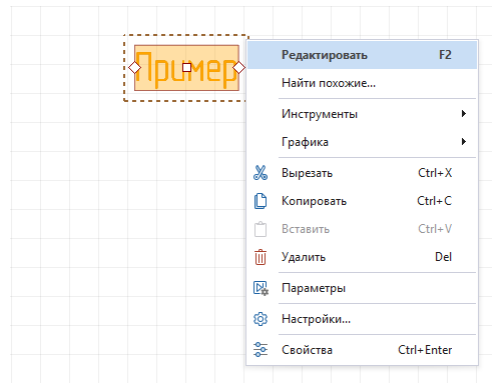 Пример
Редактировать F2
Найти похожие...
Инструменты
Графика
Вырезать Ctrl+X
Копировать Ctrl+C
Вставить Ctrl+V
Удалить Del
Параметры
Настройки...
Свойства Ctrl+Enter